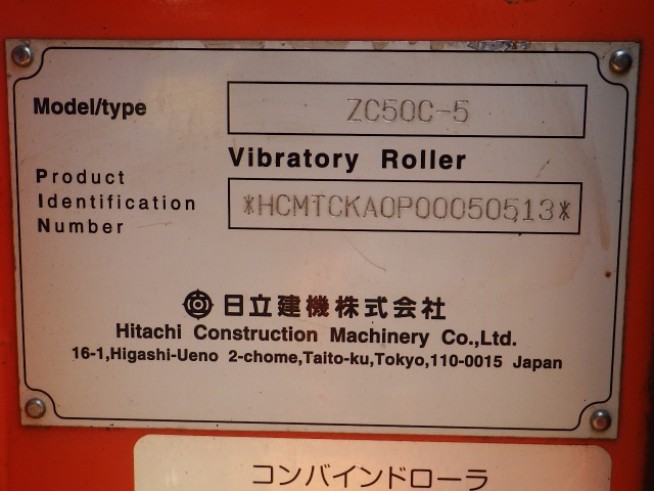 Model/type ZC50C-5
Vibratory Roller
Product
Identification *HCMTCKA0P00050513*
Number
日立建機株式会社
Hitachi Construction Machinery Co.,Ltd.
16-1,Higashi-Ueno 2-chome,Taito-ku,Tokyo,110-0015 Japan
コンバインドローラ